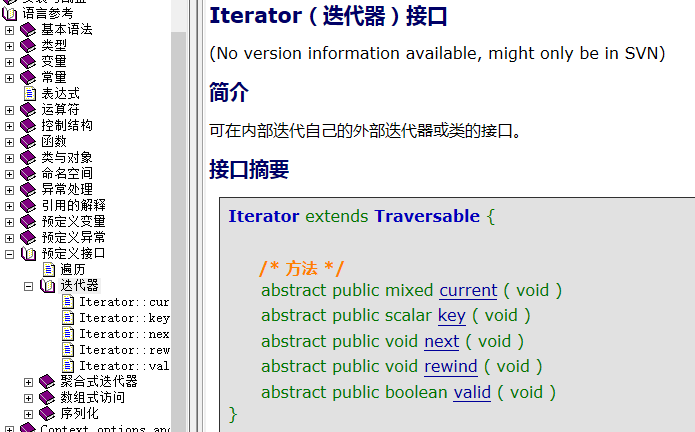 语言参考
基本语法
类型
变量
常量
表达式
运算符
控制结构
函数
类与对象
命名空间
异常处理
引用的解释
预定义变量
预定义异常
预定义接口
遍历
迭代器
Iterator::cur
Iterator::key
Iterator::nex
Iterator::rew
Iterator::val
聚合式迭代器
数组式访问
序列化
Context options and
Iterator（迭代器）接口
(No version information available, might only be in SVN)
简介
可在内部迭代自己的外部迭代器或类的接口。
接口摘要
Iterator extends Traversable {
/* 方法 */
abstract public mixed current ( void )
abstract public scalar key ( void )
abstract public void next ( void )
abstract public void rewind ( void )
abstract public boolean valid ( void )
}